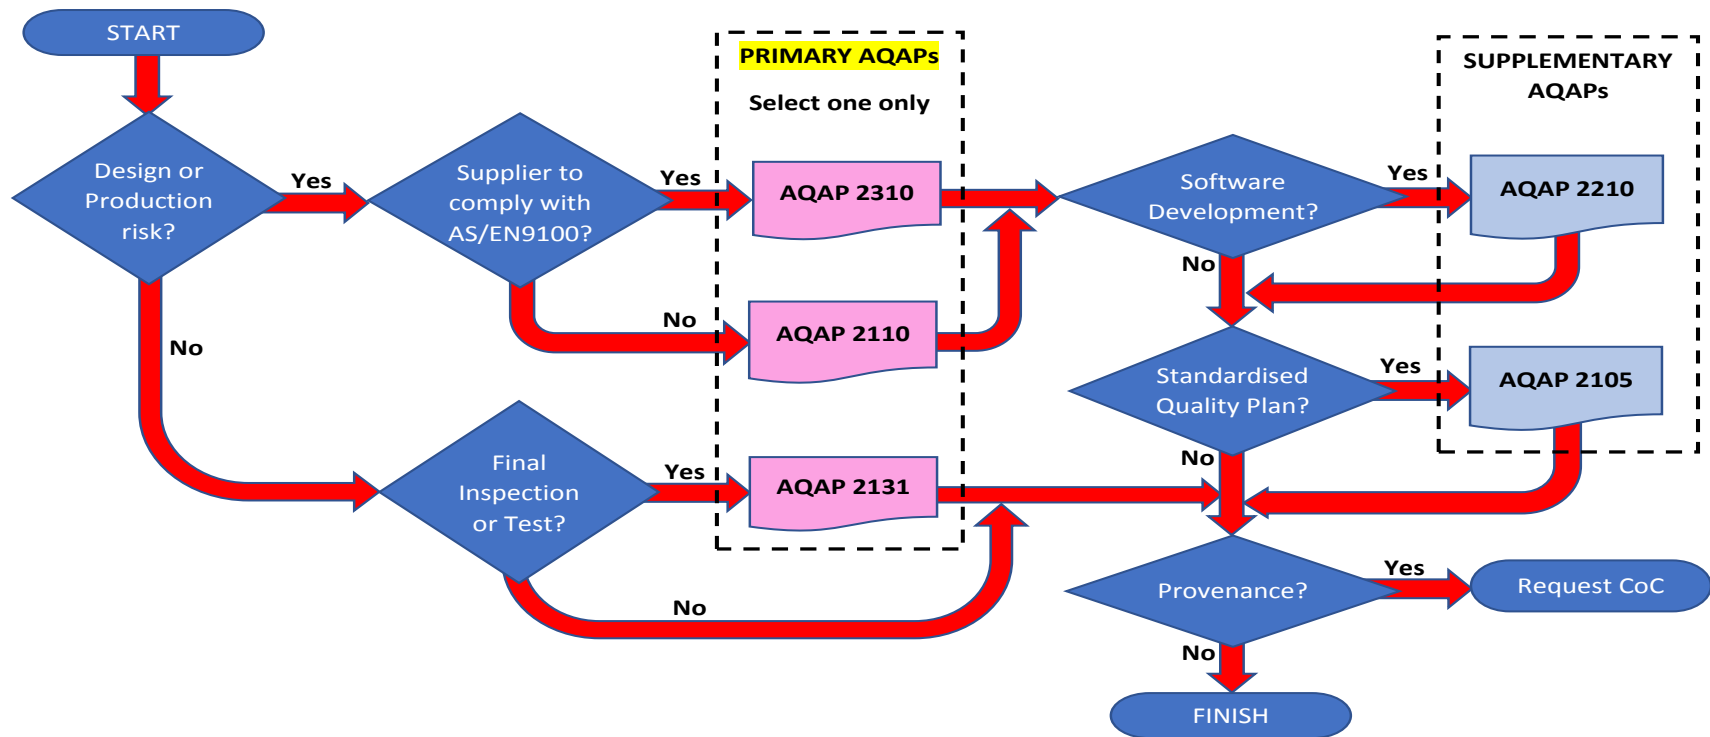 START
PRIMARY AQAPs
Select one only
SUPPLEMENTARY
AQAPs
Design or
Production
risk?
Yes
Supplier to
comply with
AS/EN9100?
Yes
AQAP 2310
Software
Development?
Yes
AQAP 2210
No
No
AQAP 2110
No
Standardised
Quality Plan?
Yes
AQAP 2105
Final
Inspection
or Test?
Yes
AQAP 2131
No
No
Provenance?
Yes
Request CoC
No
FINISH